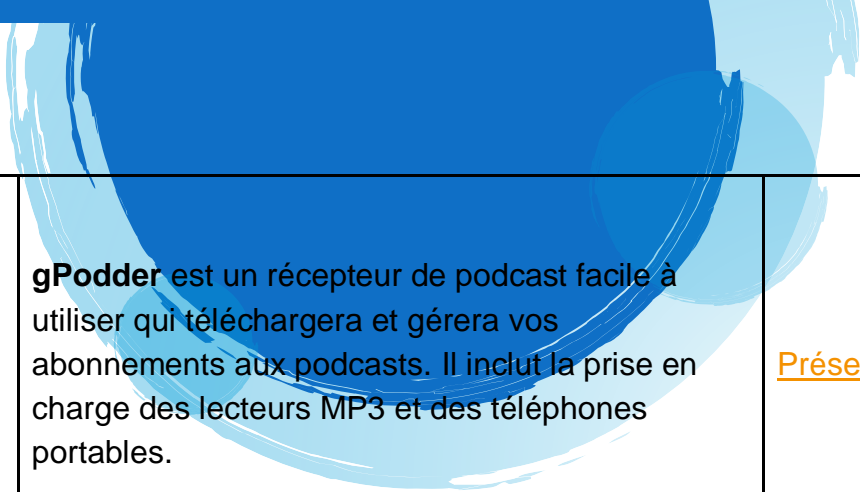 gPodder est un récepteur de podcast facile à
utiliser qui téléchargera et gérera vos
abonnements aux podcasts. Il inclut la prise en
charge des lecteurs MP3 et des téléphones
portables.
Prése